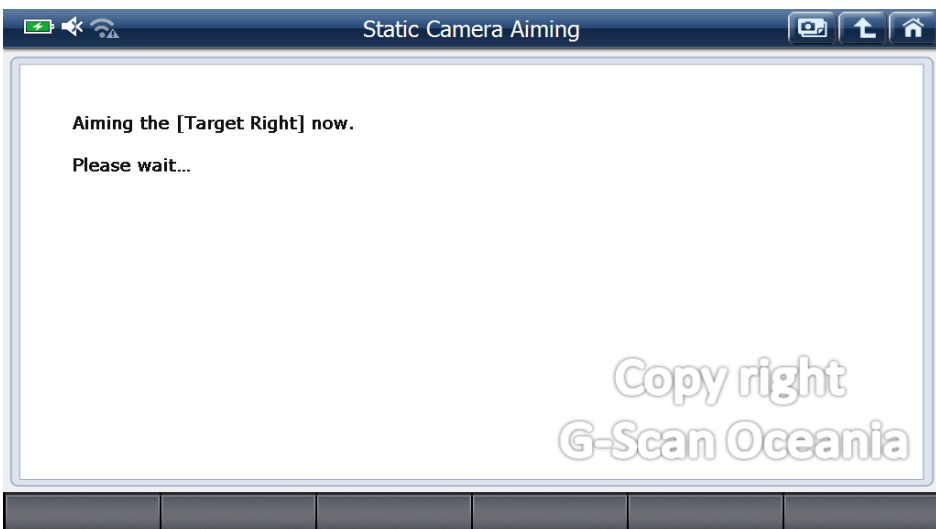 Static Camera Aiming
Aiming the [Target Right] now.
Please wait...
Copy right
G-Scan Oceania